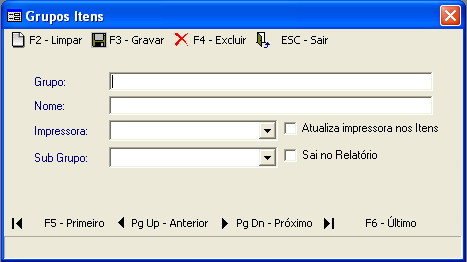 Grupos Itens
F2 - Limpar F3 - Gravar F4 - Excluir ESC - Sair
Grupo:
Nome:
Impressora: Atualiza impressora nos Itens
Sub Grupo: Sai no Relatório
F5 - Primeiro Pg Up - Anterior Pg Dn - Próximo F6 - Último